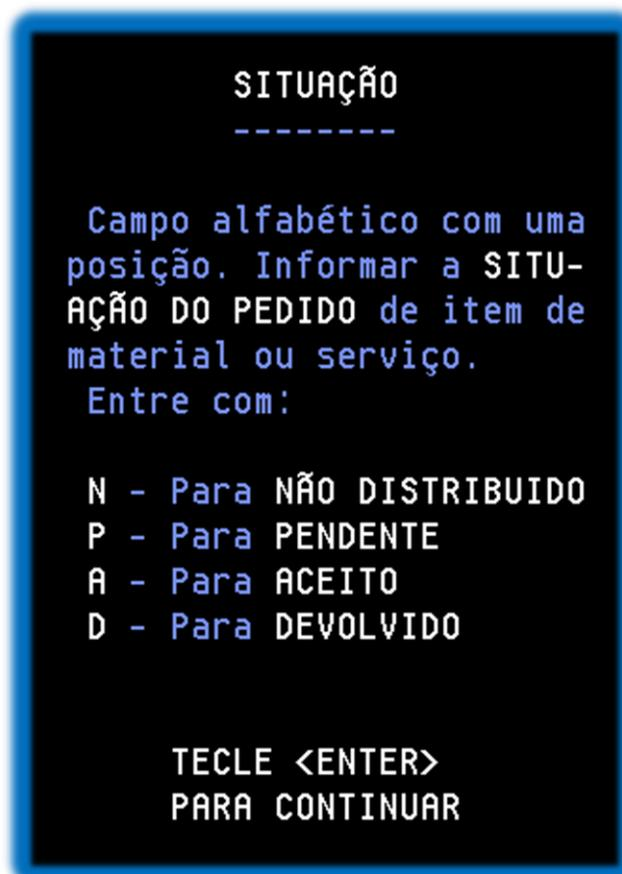 SITUAÇÃO
--------
Campo alfabético com uma
posição. Informar a SITU-
AÇÃO DO PEDIDO de item de
material ou serviço.
Entre com:
N - Para NÃO DISTRIBUIDO
P - Para PENDENTE
A - Para ACEITO
D - Para DEVOLVIDO
TECLE <ENTER>
PARA CONTINUAR